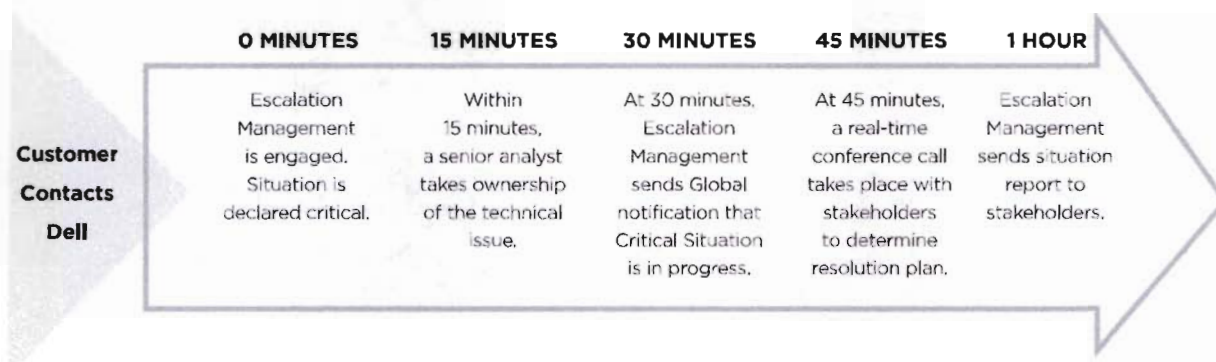 Customer
Contacts
Dell
0 MINUTES
Escalation
Management
is engaged.
Situation is
declared critical.
15 MINUTES
Within
15 minutes,
a senior analyst
takes ownership
of the technical
issue.
30 MINUTES
At 30 minutes,
Escalation
Management
sends Global
notification that
Critical Situation
is in progress.
45 MINUTES
At 45 minutes,
a real-time
conference call
takes place with
stakeholders
to determine
resolution plan.
1 HOUR
Escalation
Management
sends situation
report to
stakeholders.